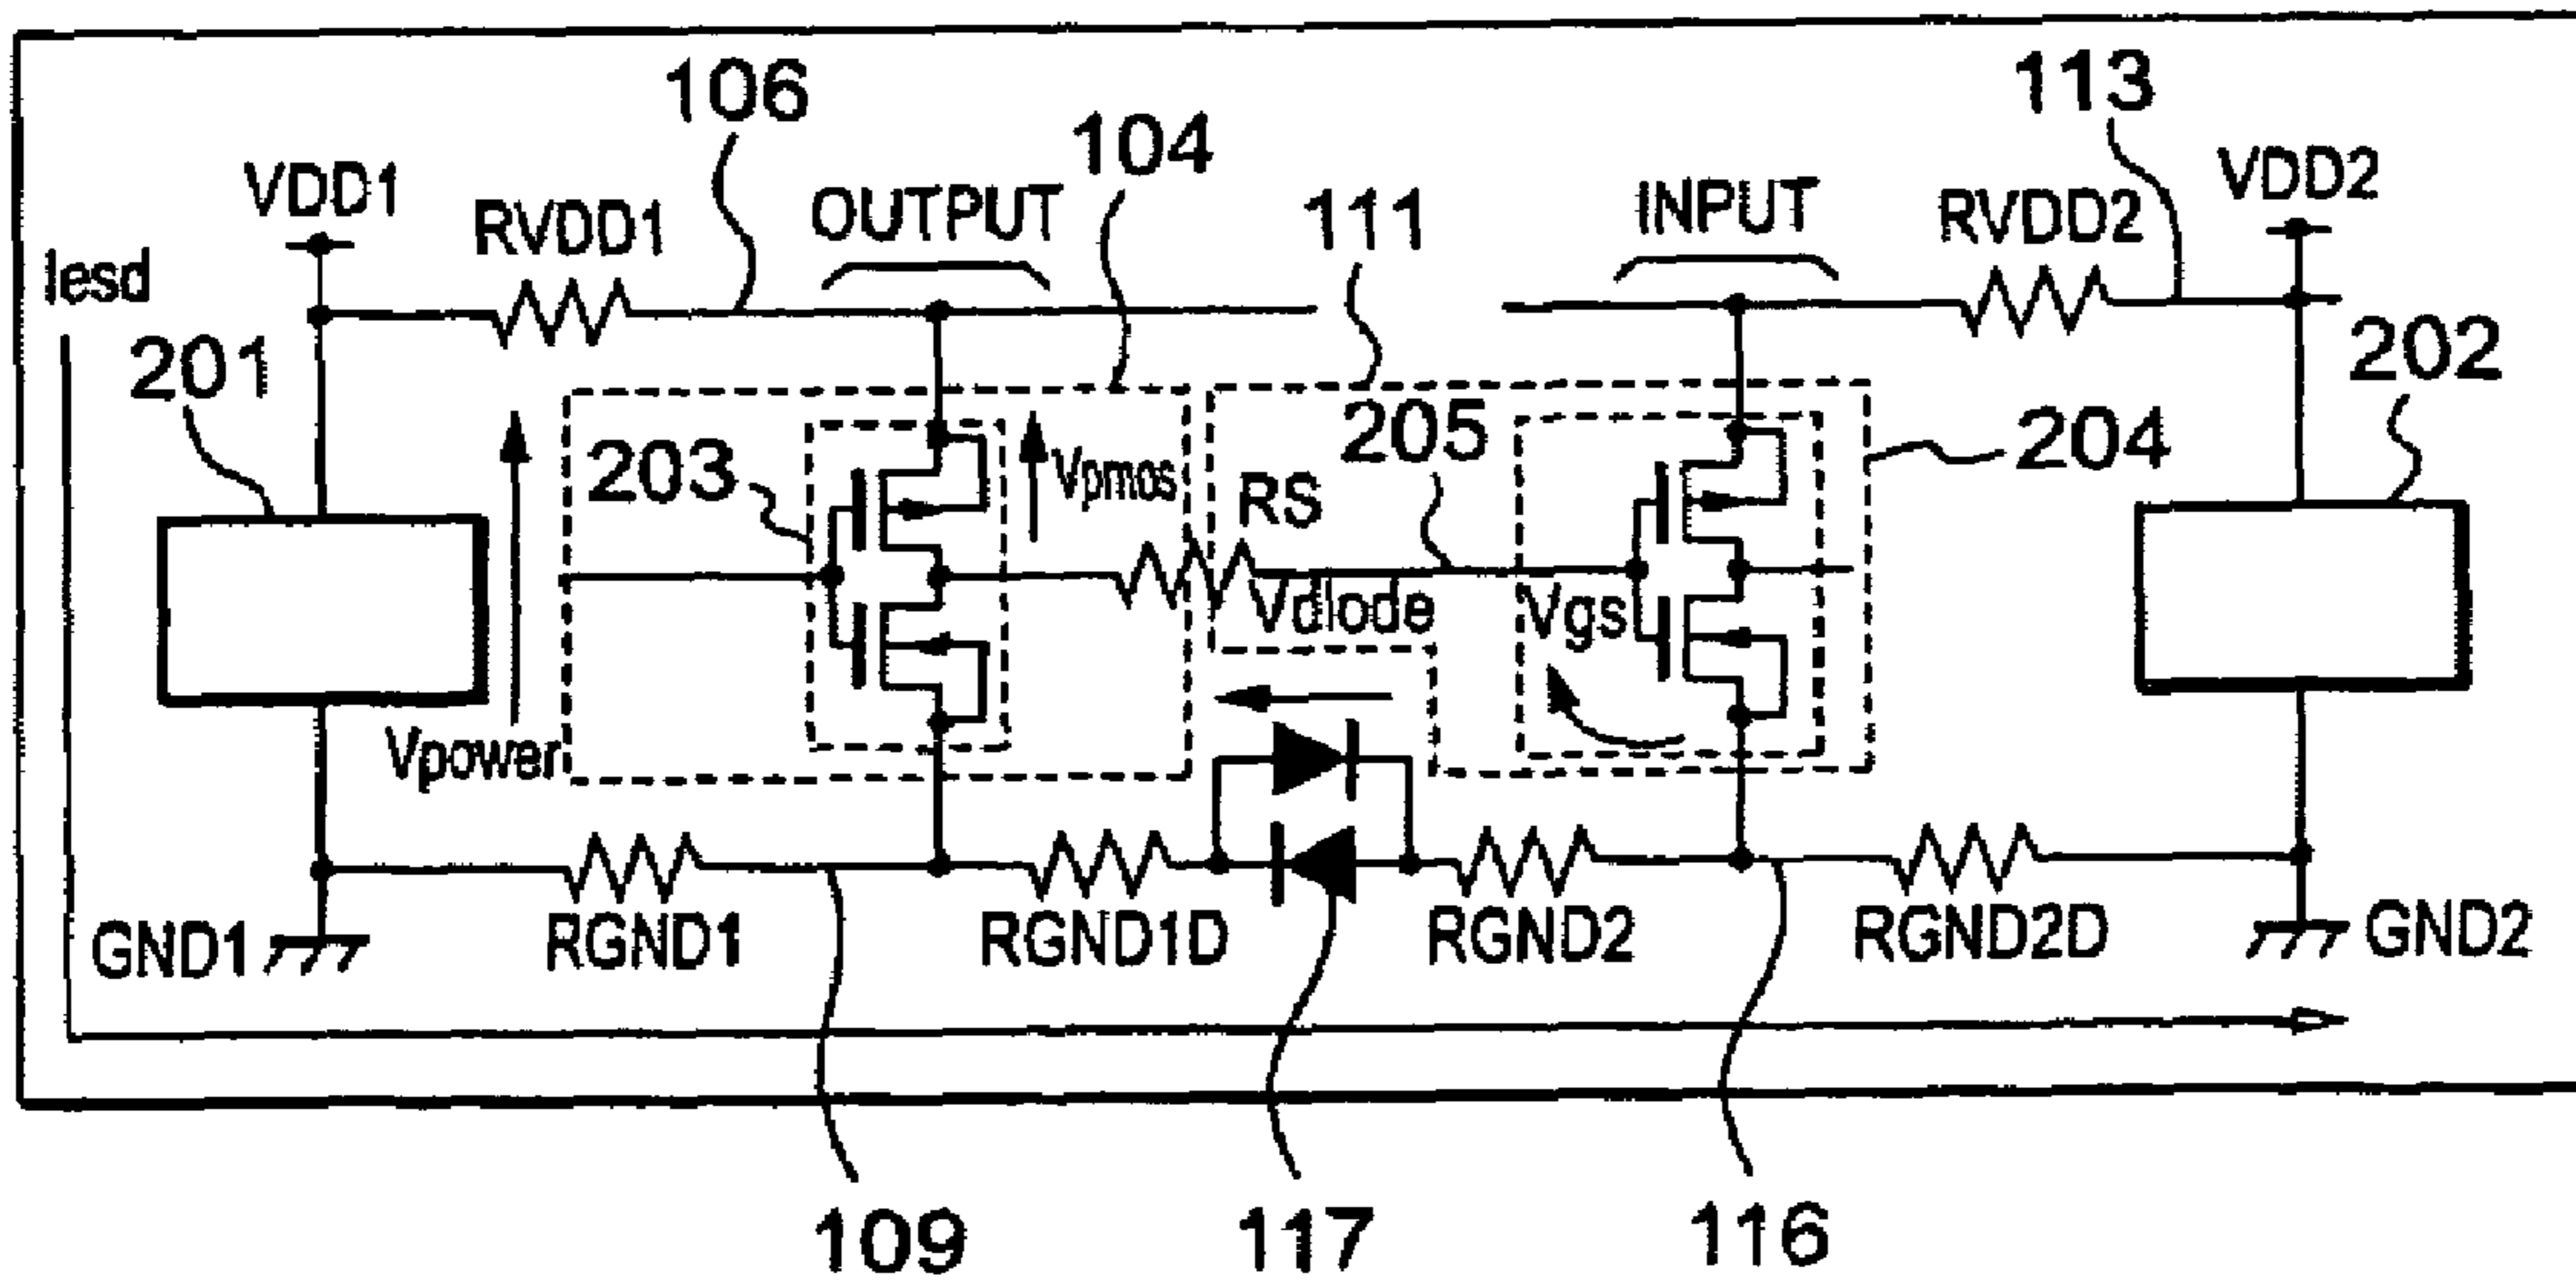 106
113
104
VDD1
VDD2
RVDD1
OUTPUT
111
INPUT
RVDD2
Iesd
201
202
203
Vpmos
205
204
RS
Vdiode
Vgs
Vpower
GND1
RGND1
RGND1D
RGND2
RGND2D
GND2
109
117
116